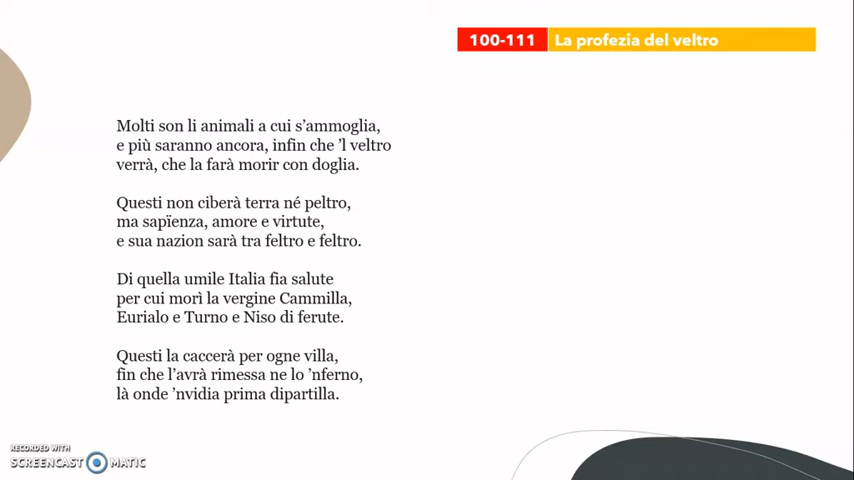 100-111 La profezia del veltro
Molti son li animali a cui s’ammoglia,
e più saranno ancora, infin che ’l veltro
verrà, che la farà morir con doglia.
Questi non ciberà terra né peltro,
ma sapïenza, amore e virtute,
e sua nazion sarà tra feltro e feltro.
Di quella umile Italia fia salute
per cui morì la vergine Cammilla,
Eurialo e Turno e Niso di ferute.
Questi la caccerà per ogne villa,
fin che l’avrà rimessa ne lo ’nferno,
là onde ’nvidia prima dipartilla.
RECORDED WITH
SCREENCAST MATIC